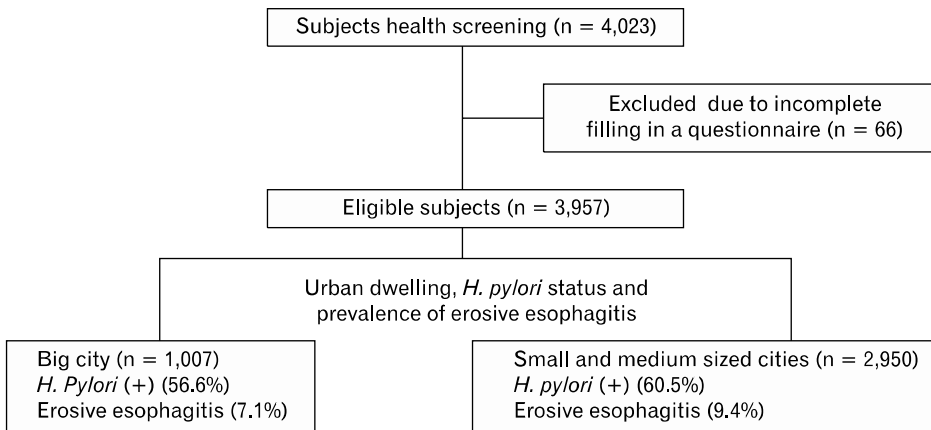 Subjects health screening (n = 4,023)
Excluded due to incomplete
filling in a questionnaire (n = 66)
Eligible subjects (n = 3,957)
Urban dwelling, H. pylori status and
prevalence of erosive esophagitis
Big city (n = 1,007)
H. Pylori (+) (56.6%)
Erosive esophagitis (7.1%)
Small and medium sized cities (n = 2,950)
H. pylori (+) (60.5%)
Erosive esophagitis (9.4%)